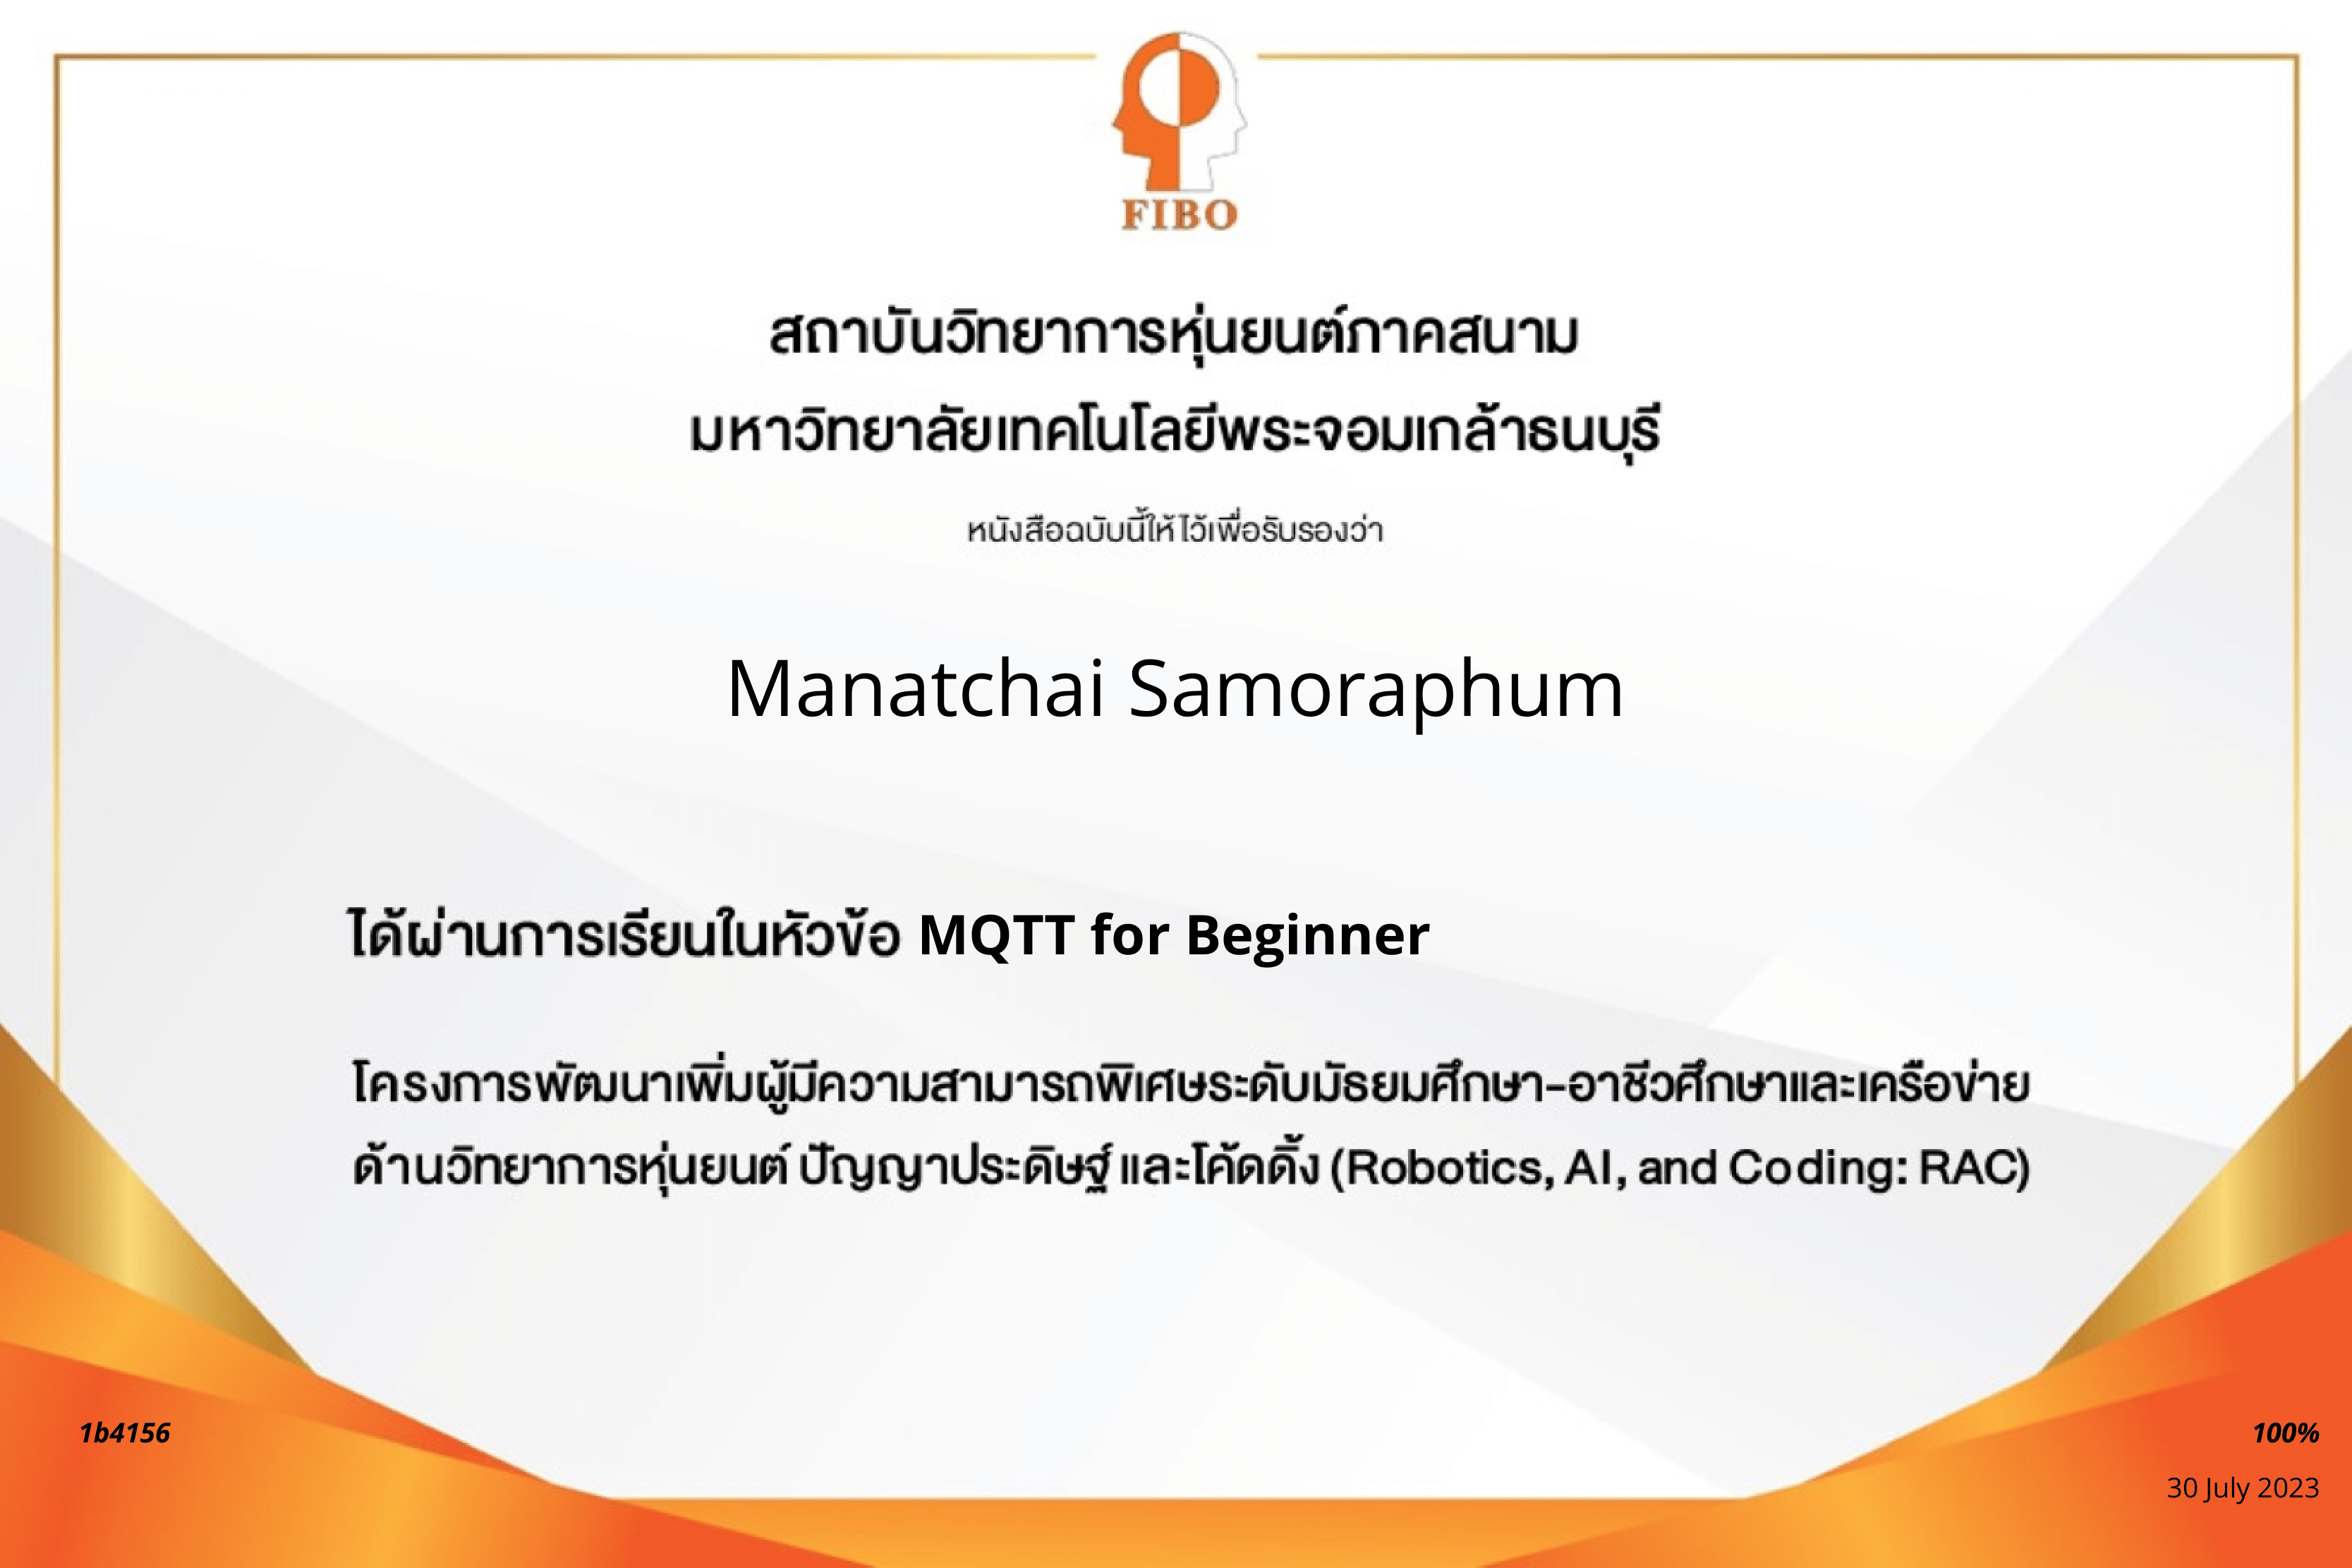 FIBO
สถาบันวิทยาการหุ่นยนต์ภาคสนาม
มหาวิทยาลัยเทคโนโลยีพระจอมเกล้าธนบุรี
หนังสือฉบับนี้ให้ไว้เพื่อรับรองว่า
Manatchai Samoraphum
ได้ผ่านการเรียนในหัวข้อ MQTT for Beginner
โครงการพัฒนาเพิ่มผู้มีความสามารถพิเศษระดับมัธยมศึกษา-อาชีวศึกษาและเครือข่าย
ด้านวิทยาการหุ่นยนต์ ปัญญาประดิษฐ์ และโค้ดดิ้ง (Robotics, AI, and Coding: RAC)
1b4156
100%
30 July 2023